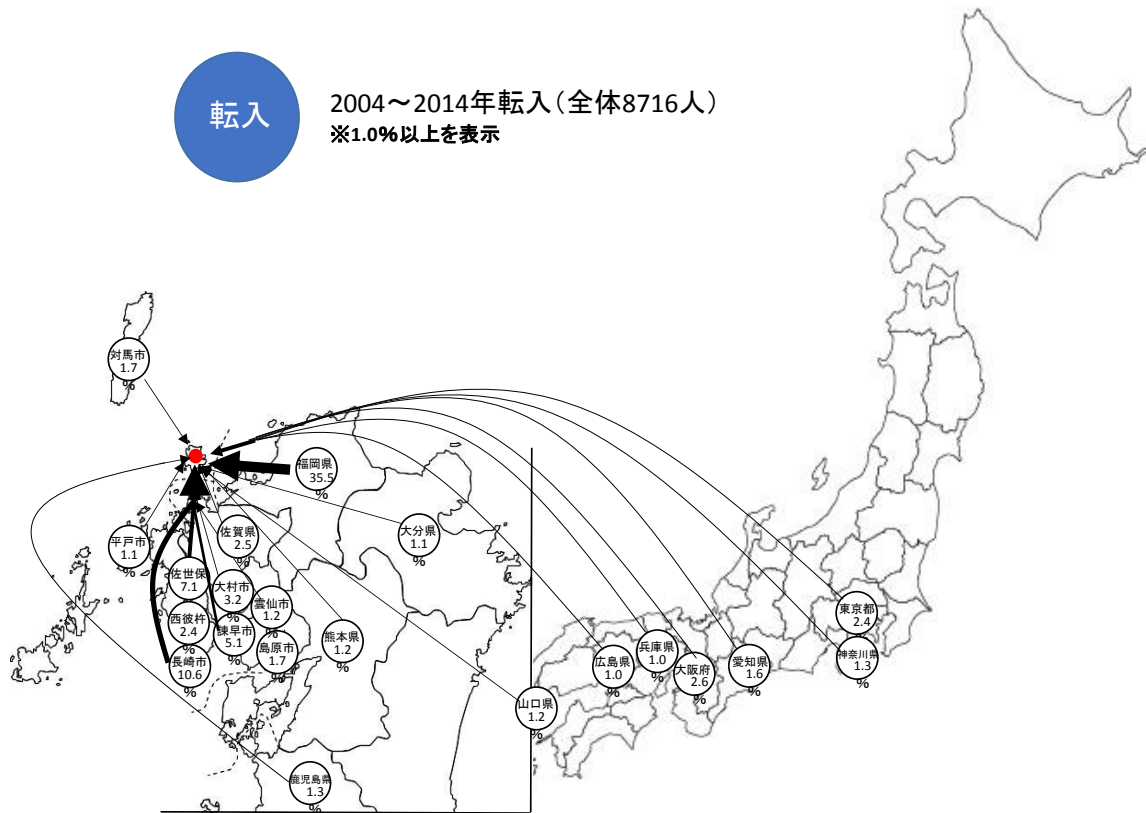 転入
2004～2014年転入（全体8716人）
※1.0%以上を表示
対馬市
1.7
%
福岡県
35.5
%
平戸市
1.1
%
佐賀県
2.5
%
大分県
1.1
%
佐世保
7.1
大村市
3.2
%
雲仙市
1.2
%
西彼杵
2.4
%
諫早市
5.1
%
島原市
1.7
%
熊本県
1.2
%
長崎市
10.6
%
鹿児島県
1.3
%
山口県
1.2
%
広島県
1.0
%
兵庫県
1.0
%
大阪府
2.6
%
愛知県
1.6
%
東京都
2.4
%
神奈川県
1.3
%